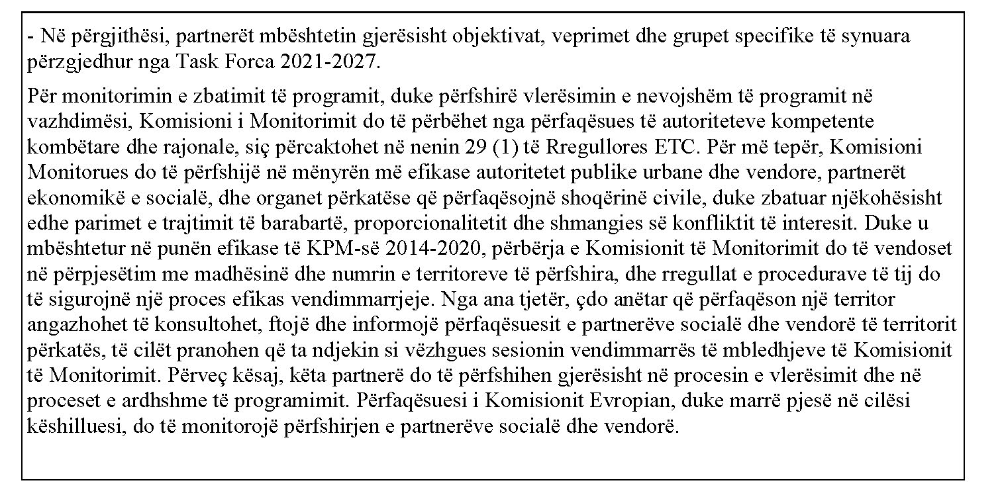 - Në përgjithësi, partnerët mbështetin gjerësisht objektivat, veprimet dhe grupet specifike të synuara
përzgjedhur nga Task Forca 2021-2027.
Për monitorimin e zbatimit të programit, duke përfshirë vlerësimin e nevojshëm të programit në
vazhdimësi, Komisioni i Monitorimit do të përbëhet nga përfaqësues të autoriteteve kompetente
kombëtare dhe rajonale, siç përcaktohet në nenin 29 (1) të Rregullores ETC. Për më tepër, Komisioni
Monitorues do të përfshijë në mënyrën më efikase autoritetet publike urbane dhe vendore, partnerët
ekonomikë e socialë, dhe organet përkatëse që përfaqësojnë shoqërinë civile, duke zbatuar njëkohësisht
edhe parimet e trajtimit të barabartë, proporcionalitetit dhe shmangies së konfliktit të interesit. Duke u
mbështetur në punën efikase të KPM-së 2014-2020, përbërja e Komisionit të Monitorimit do të vendoset
në përpjesëtim me madhësinë dhe numrin e territoreve të përfshira, dhe rregullat e procedurave të tij do
të sigurojnë një proces efikas vendimmarrjeje. Nga ana tjetër, çdo anëtar që përfaqëson një territor
angazhohet të konsultohet, ftojë dhe informojë përfaqësuesit e partnerëve socialë dhe vendorë të territorit
përkatës, të cilët pranohen që ta ndjekin si vëzhgues sesionin vendimmarrës të mbledhjeve të Komisionit
të Monitorimit. Përveç kësaj, këta partnerë do të përfshihen gjerësisht në procesin e vlerësimit dhe në
proceset e ardhshme të programimit. Përfaqësuesi i Komisionit Evropian, duke marrë pjesë në cilësi
këshilluesi, do të monitorojë përfshirjen e partnerëve socialë dhe vendorë.